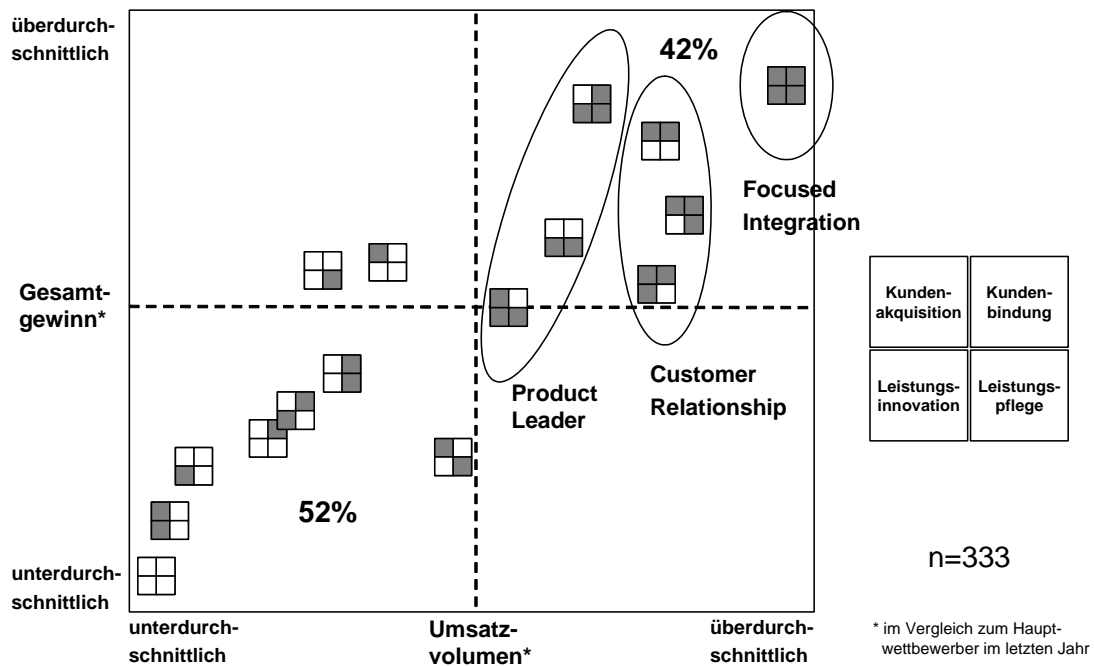 überdurch-
schnittlich
42%
Focused
Integration
Gesamt-
gewinn*
Kunden-
akquisition
Kunden-
bindung
Leistungs-
innovation
Leistungs-
pflege
Product
Leader
Customer
Relationship
52%
n=333
unterdurch-
schnittlich
unterdurch-
schnittlich
Umsatz-
volumen*
überdurch-
schnittlich
* im Vergleich zum Haupt-
wettbewerber im letzten Jahr